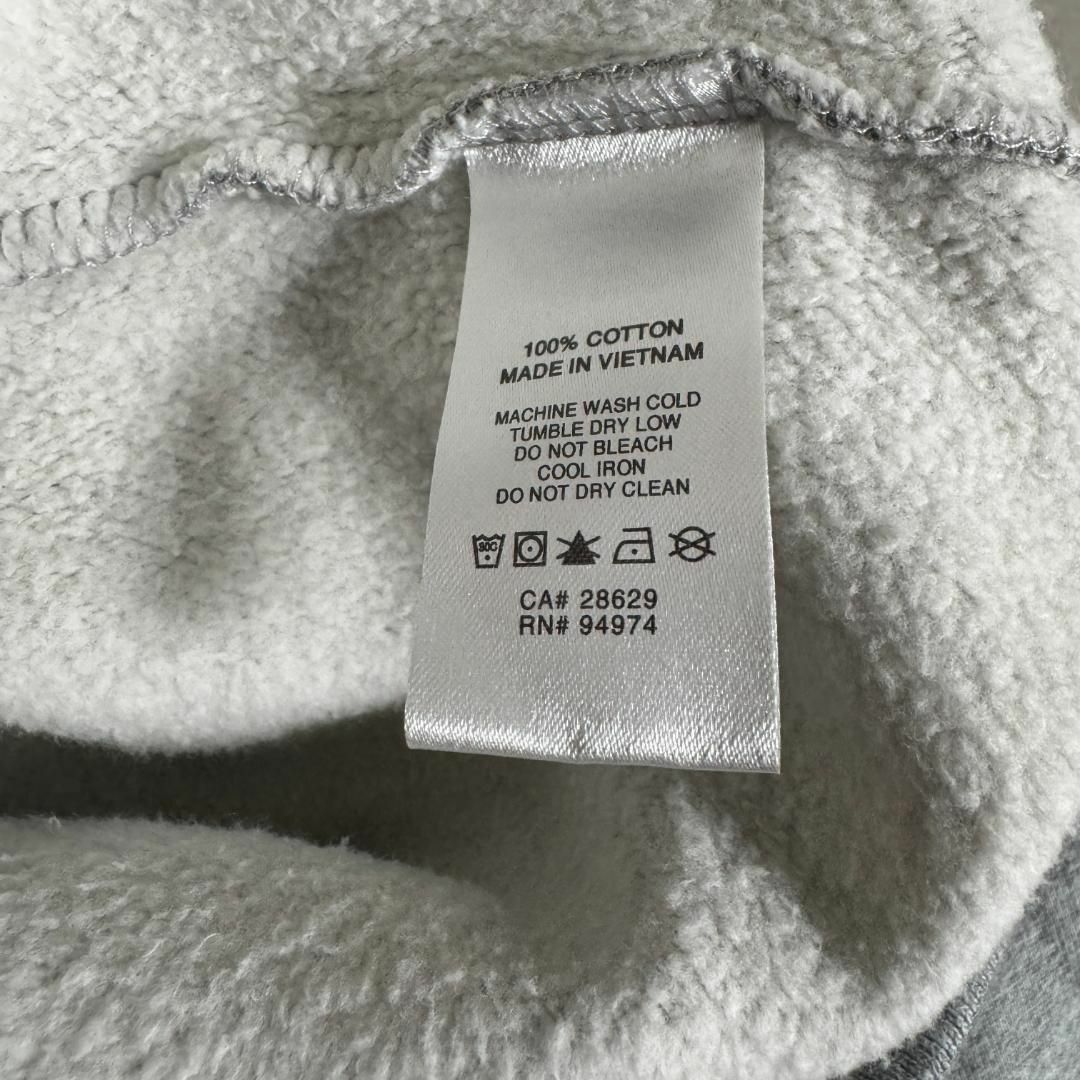 100% COTTON
MADE IN VIETNAM
MACHINE WASH COLD
TUMBLE DRY LOW
DO NOT BLEACH
COOL IRON
DO NOT DRY CLEAN
30C
CA# 28629
RN# 94974